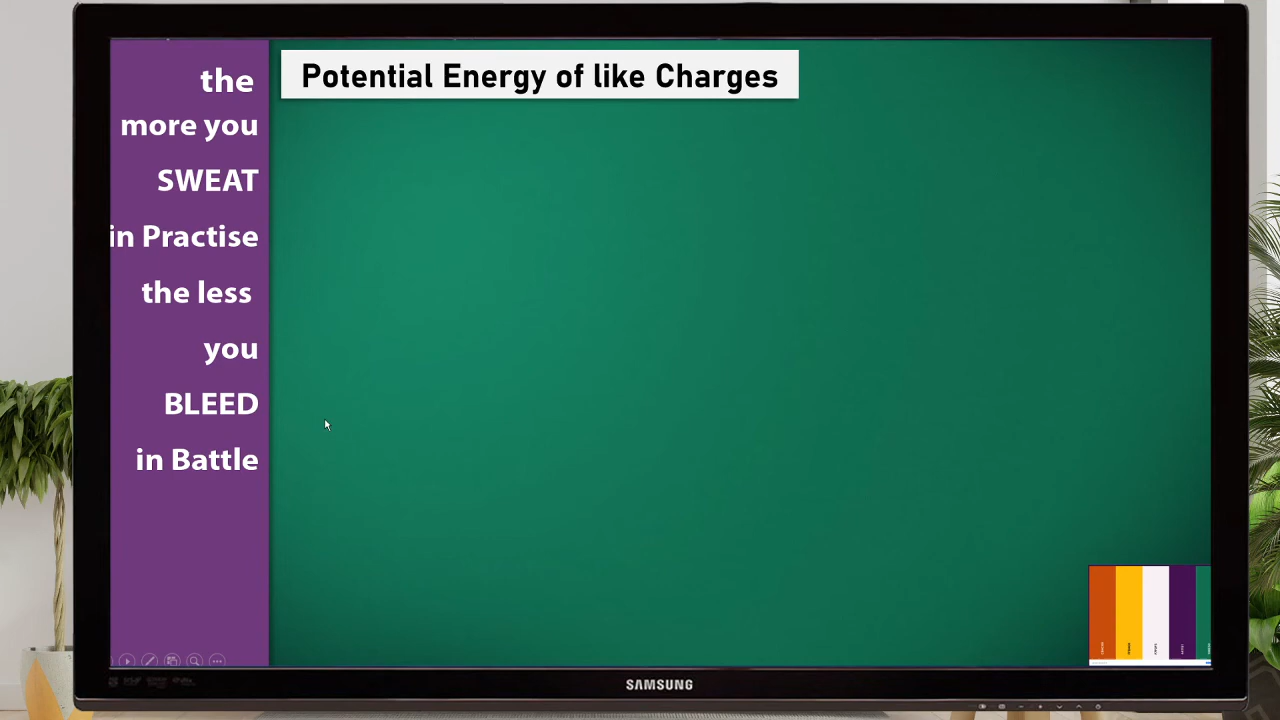 the
more you
SWEAT
in Practise
the less
you
BLEED
in Battle
Potential Energy of like Charges
SAMSUNG